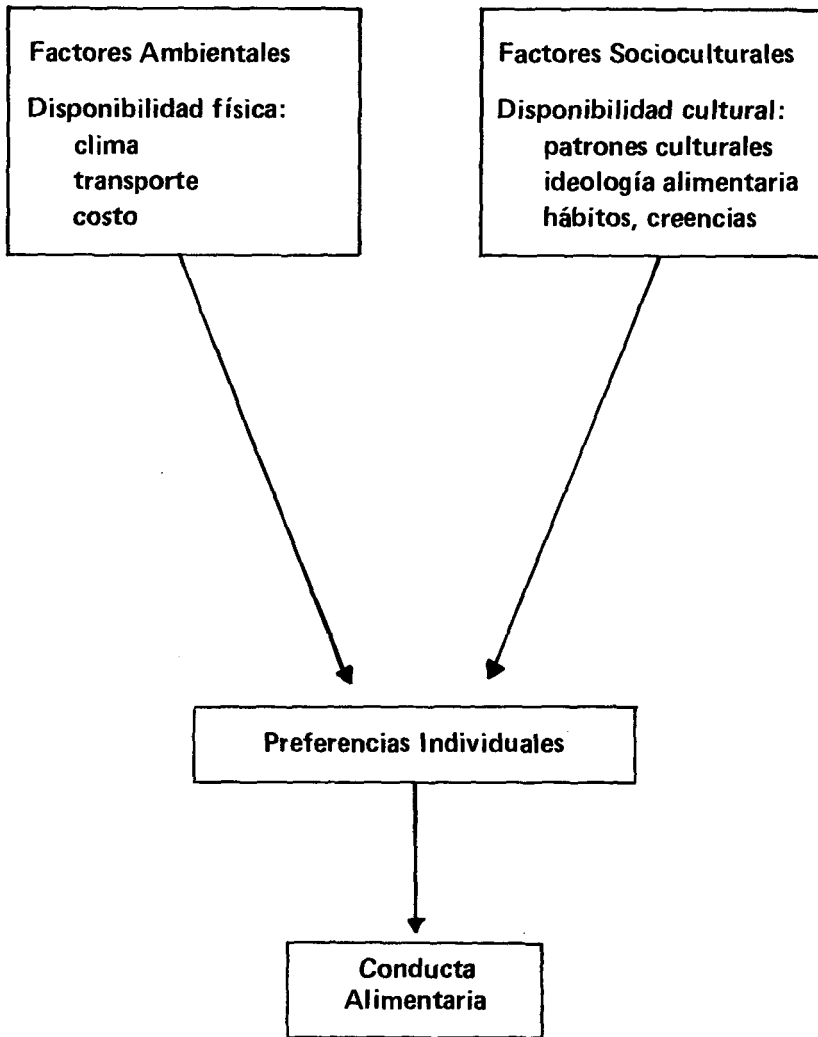 Factores Ambientales
Disponibilidad física:
clima
transporte
costo
Factores Socioculturales
Disponibilidad cultural:
patrones culturales
ideología alimentaria
hábitos, creencias
Preferencias Individuales
Conducta
Alimentaria